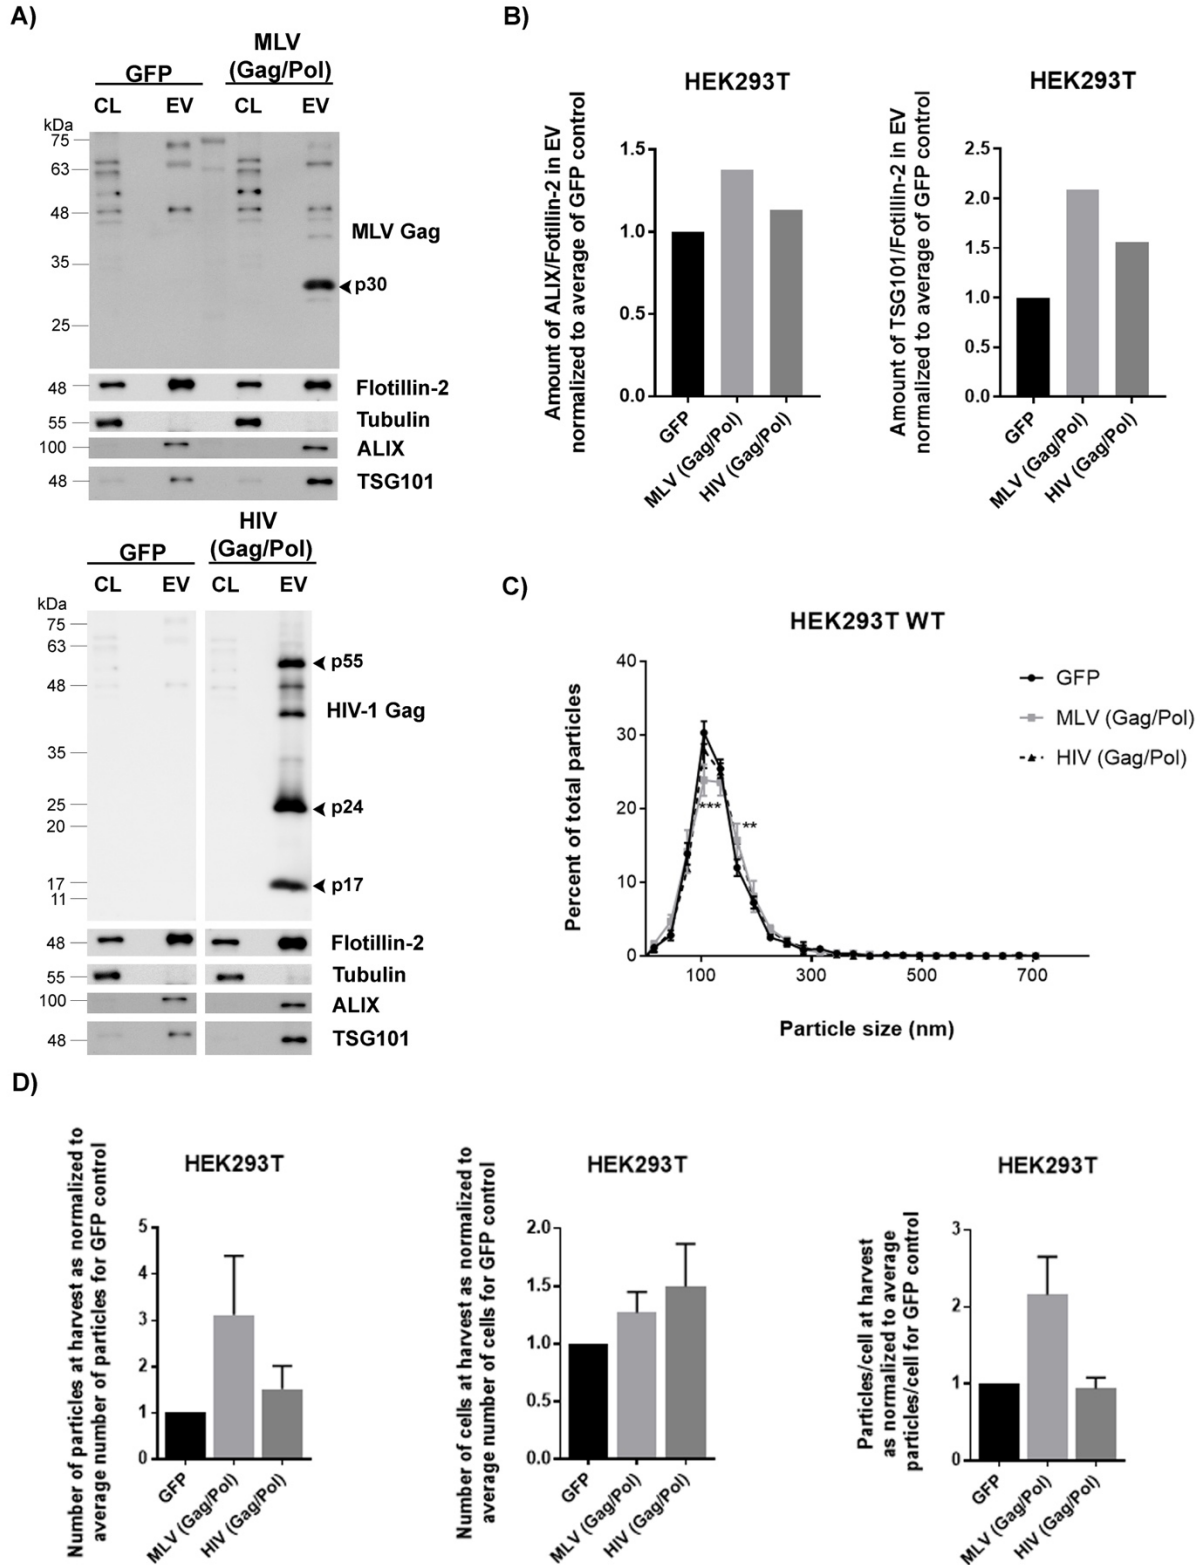 A)
GFP
MLV
(Gag/Pol)
CL EV CL EV
kDa
75
63
48
35
25
MLV Gag
p30
48 Flotillin-2
55 Tubulin
100 ALIX
48 TSG101
GFP
HIV
(Gag/Pol)
CL EV CL EV
kDa
75
63
48
35
25
20
17
11
p55
HIV-1 Gag
p24
p17
48 Flotillin-2
55 Tubulin
100 ALIX
48 TSG101
B)
HEK293T
Amount of ALIX/Fotillin-2 in EV
normalized to average of GFP control
1.5
1.0
0.5
0.0
GFP
MLV (Gag/Pol)
HIV (Gag/Pol)
HEK293T
Amount of TSG101/Fotillin-2 in EV
normalized to average of GFP control
2.5
2.0
1.5
1.0
0.5
0.0
GFP
MLV (Gag/Pol)
HIV (Gag/Pol)
C)
HEK293T WT
Percent of total particles
40
30
20
10
0
***
**
100 300 500 700
Particle size (nm)
GFP
MLV (Gag/Pol)
HIV (Gag/Pol)
D)
HEK293T
Number of particles at harvest as normalized to
average number of particles for GFP control
5
4
3
2
1
0
GFP
MLV (Gag/Pol)
HIV (Gag/Pol)
HEK293T
Number of cells at harvest as normalized to
average number of cells for GFP control
2.0
1.5
1.0
0.5
0.0
GFP
MLV (Gag/Pol)
HIV (Gag/Pol)
HEK293T
Particles/cell at harvest
as normalized to average
particles/cell for GFP control
3
2
1
0
GFP
MLV (Gag/Pol)
HIV (Gag/Pol)